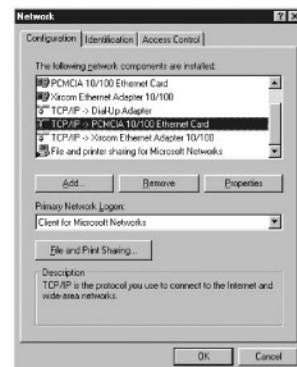 Network
Configuration Identification Access Control
The following network components are installed:
PCMCIA 10/100 Ethernet Card
Xircom Ethernet Adapter 10/100
TCP/IP -> Dial-Up Adapter
TCP/IP -> PCMCIA 10/100 Ethernet Card
TCP/IP -> Xircom Ethernet Adapter 10/100
File and printer sharing for Microsoft Networks
Add... Remove Properties
Primary Network Logon:
Client for Microsoft Networks
File and Print Sharing...
Description
TCP/IP is the protocol you use to connect to the Internet and
wide-area networks.
OK Cancel